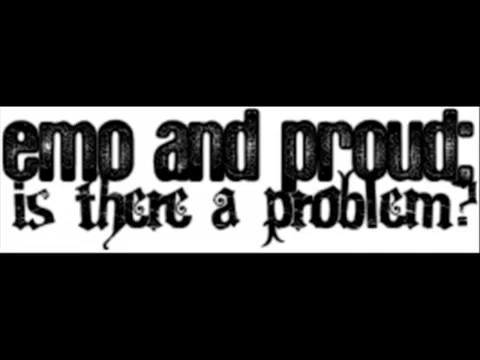 emo and proud;
is there a problem?